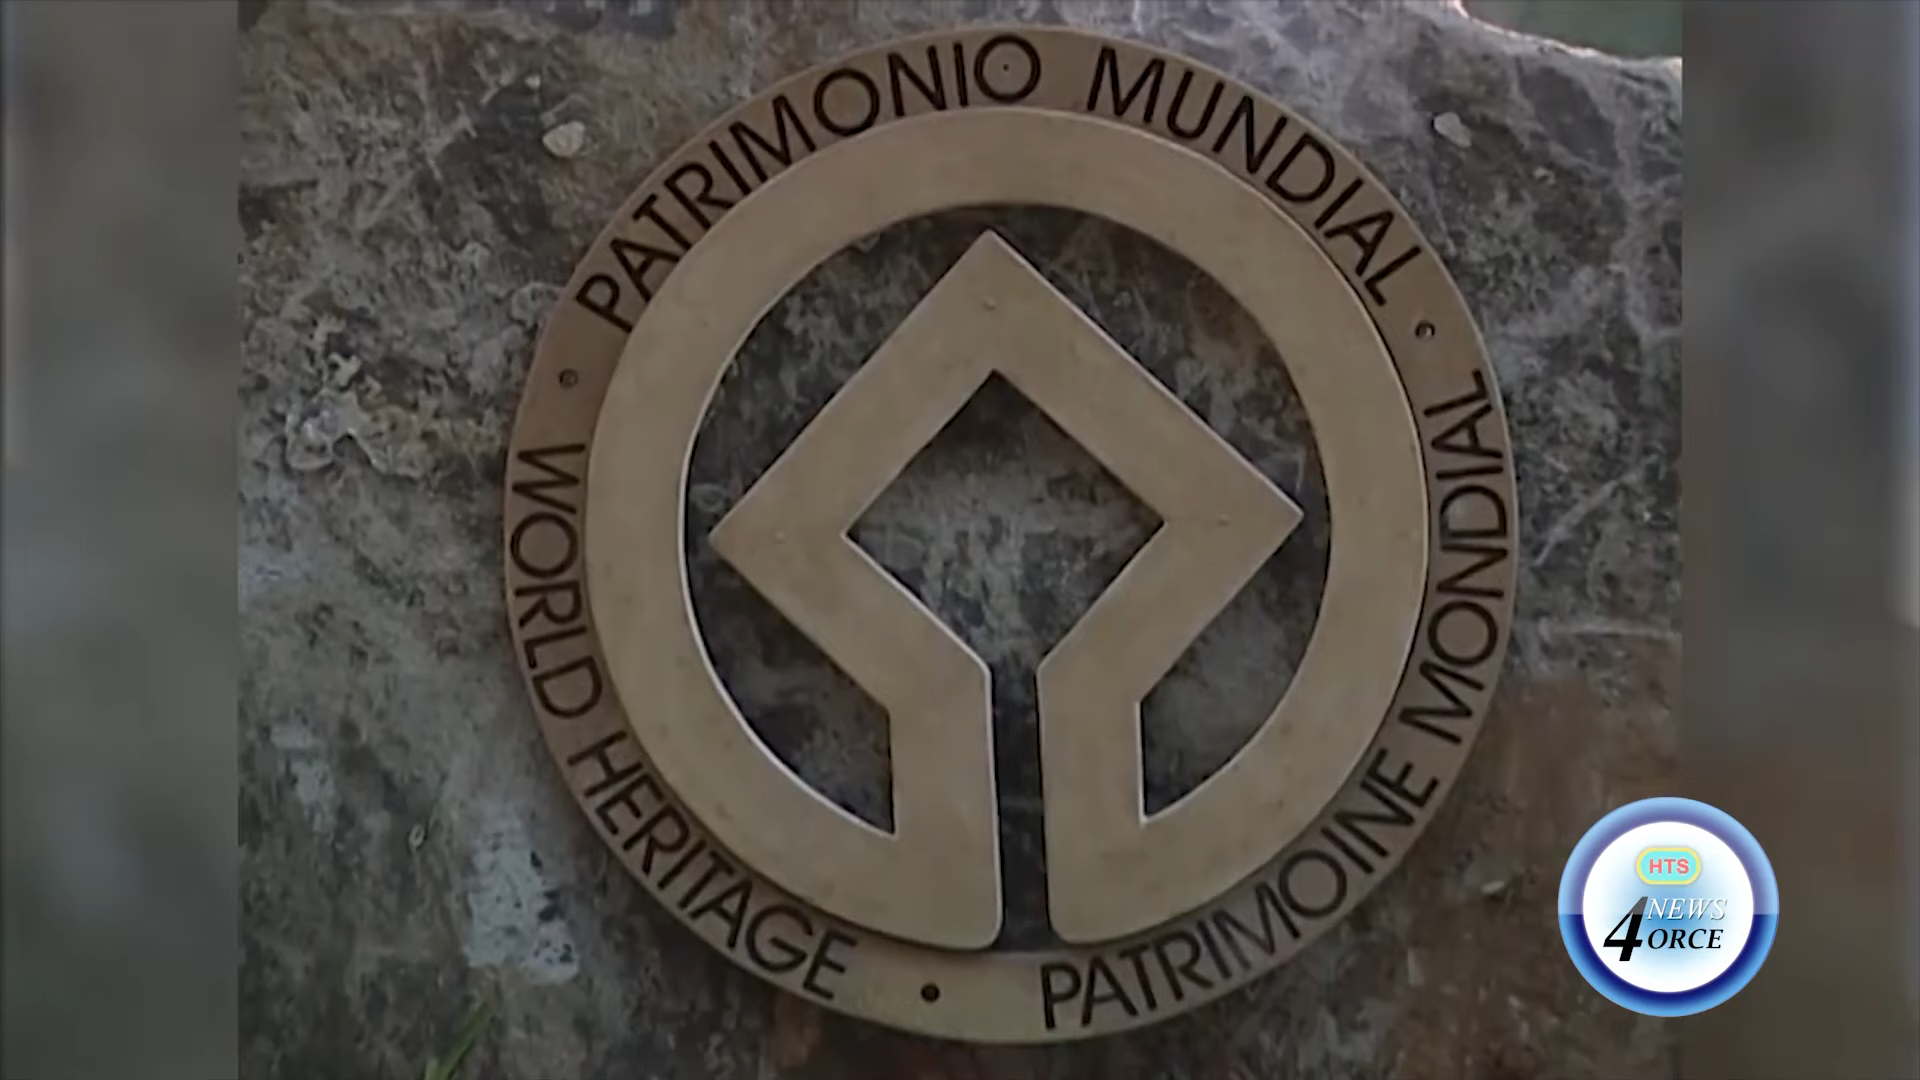 PATRIMONIO MUNDIAL
WORLD HERITAGE
PATRIMOINE MONDIAL
HTS
NEWS
4ORCE